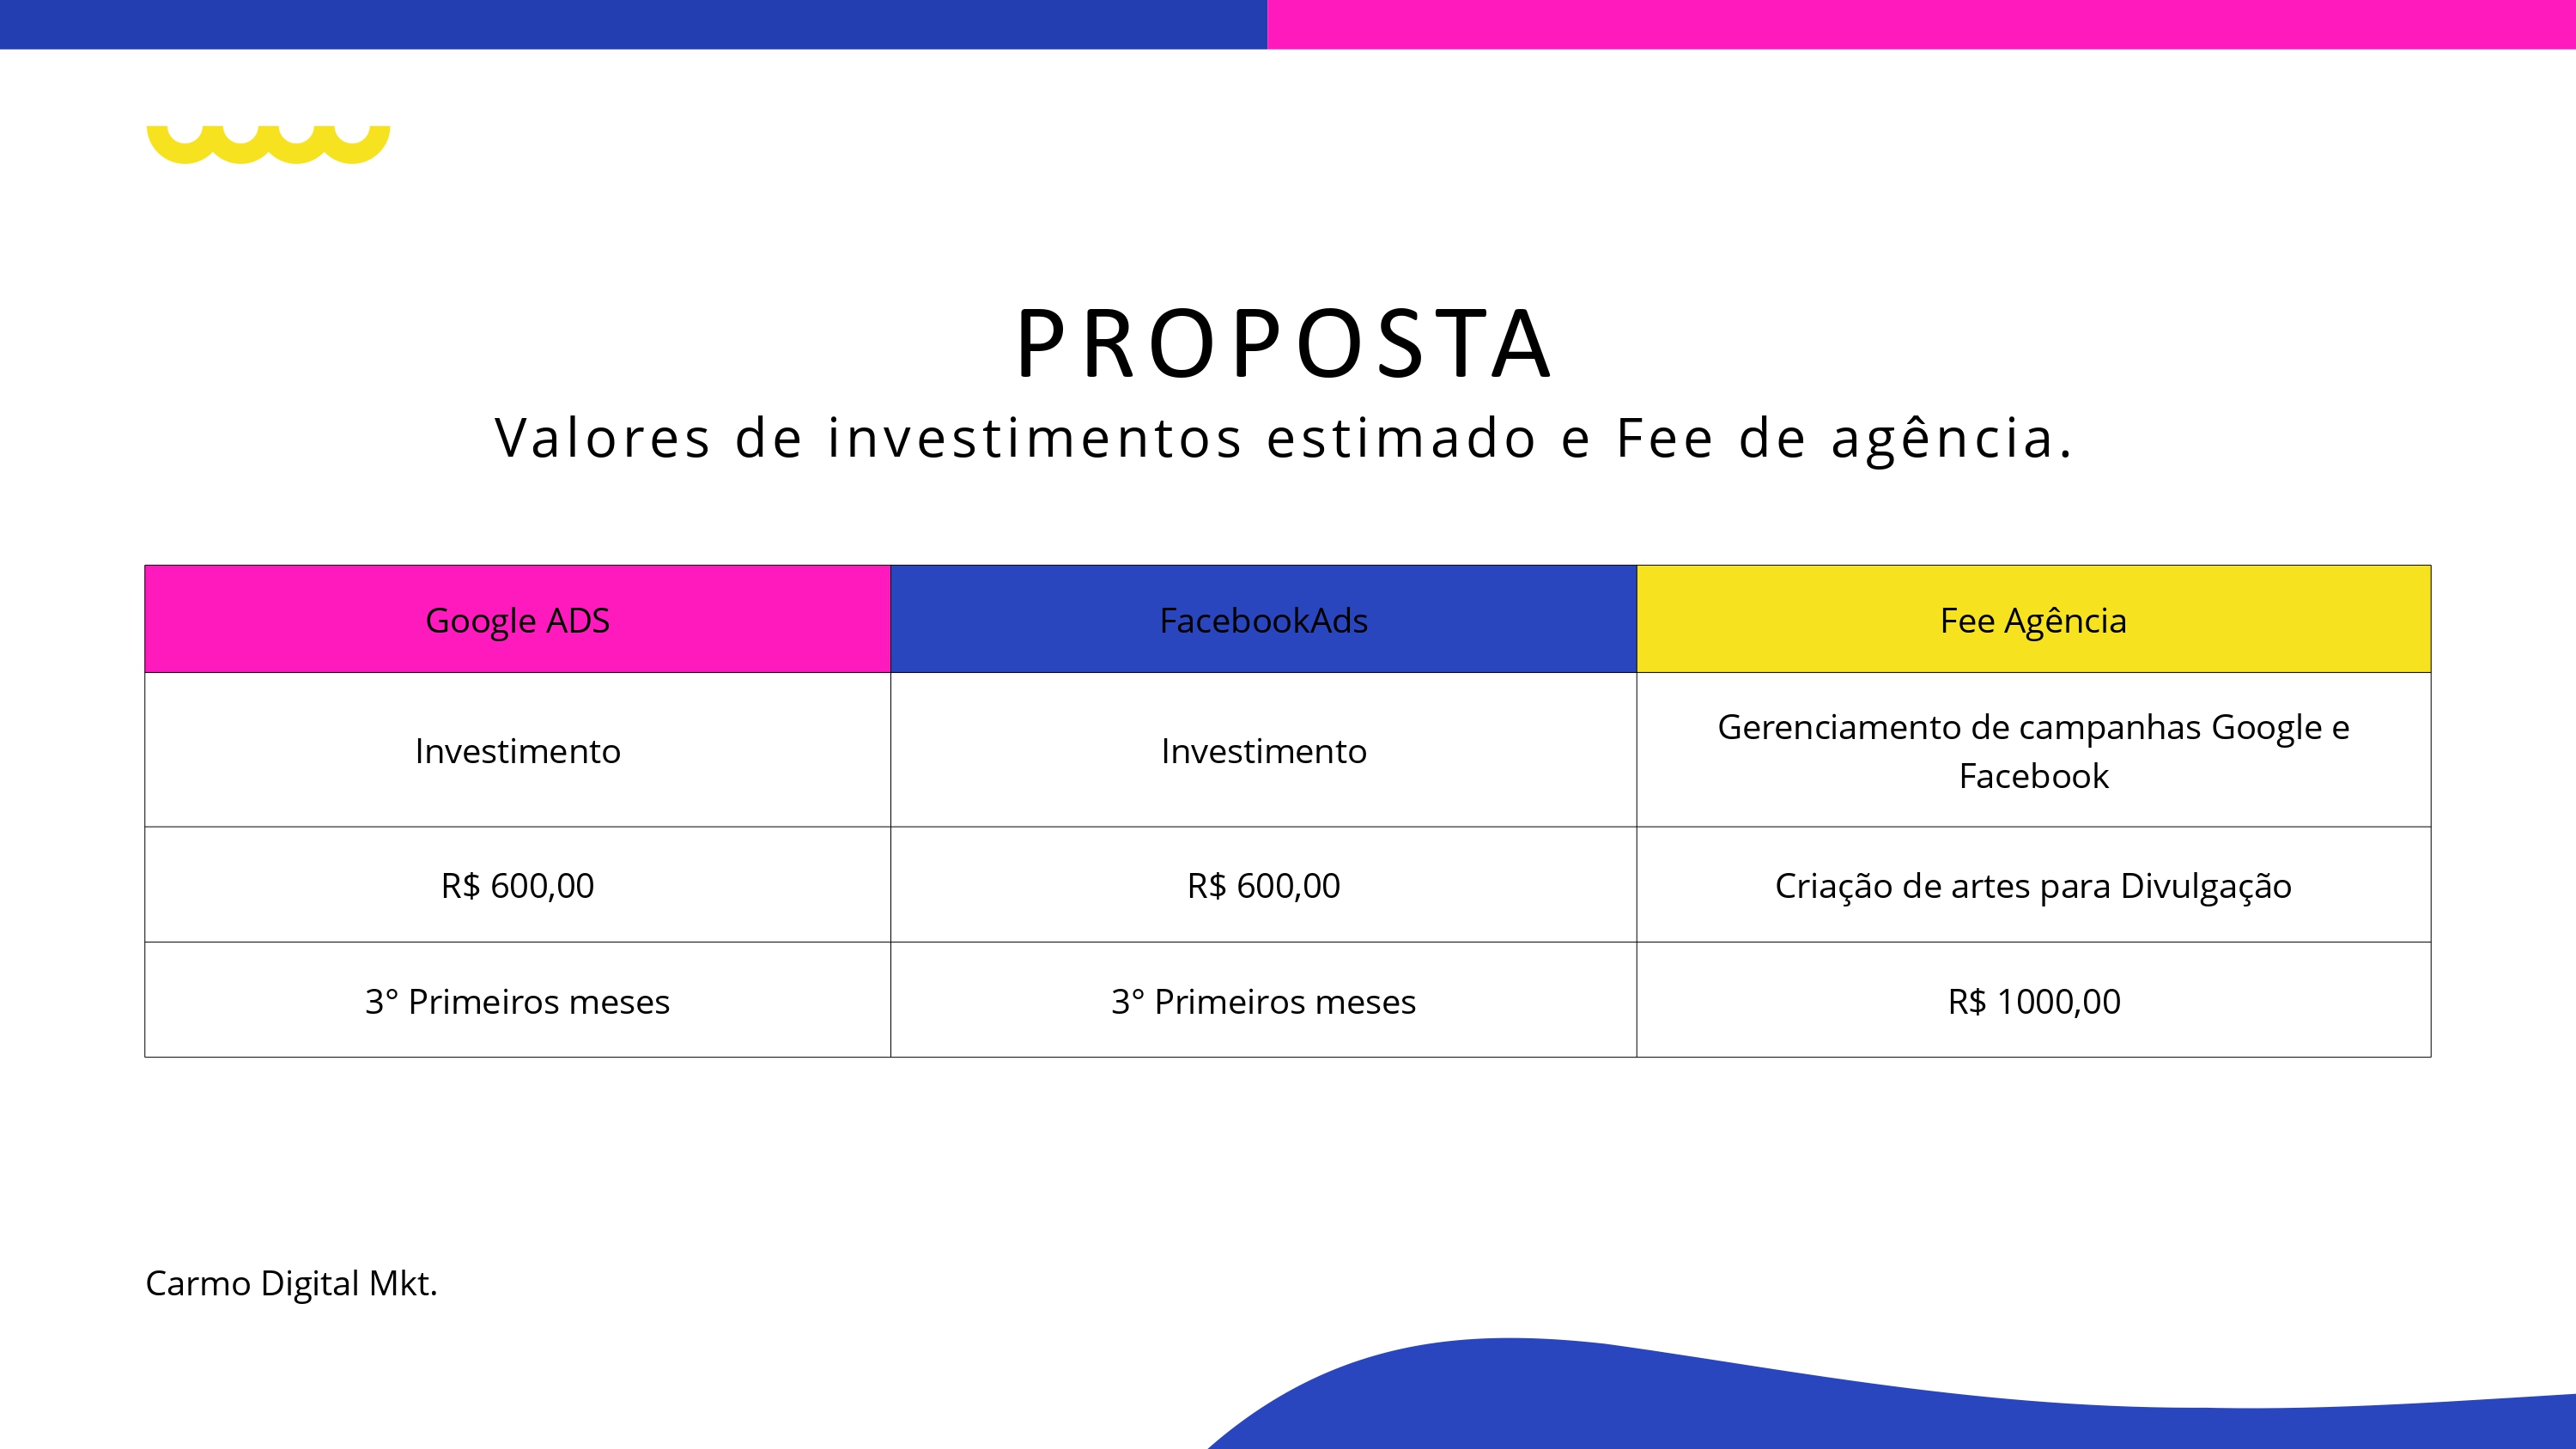 PROPOSTA
Valores de investimentos estimado e Fee de agência.
Google ADS
FacebookAds
Fee Agência
Investimento
Investimento
Gerenciamento de campanhas Google e
Facebook
R$ 600,00
R$ 600,00
Criação de artes para Divulgação
3° Primeiros meses
3° Primeiros meses
R$ 1000,00
Carmo Digital Mkt.